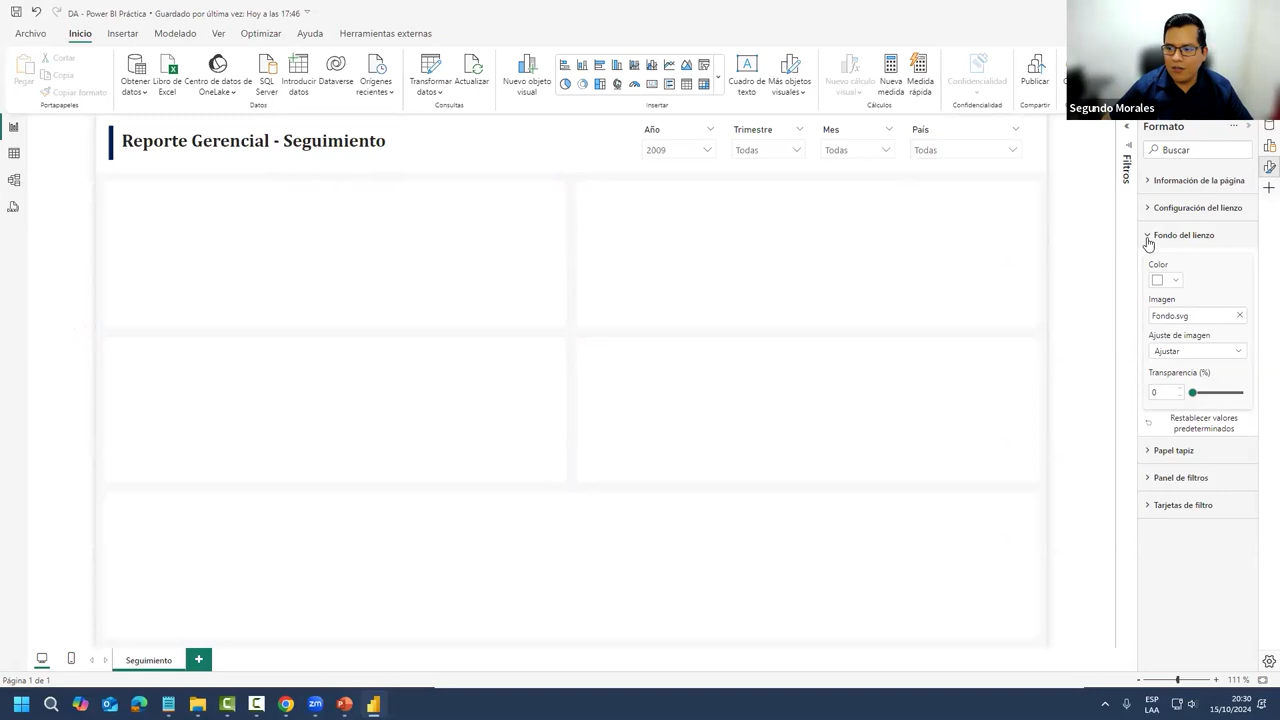 DA - Power BI Práctica • Guardado por última vez: Hoy a las 17:46
Archivo Inicio Insertar Modelado Ver Optimizar Ayuda Herramientas externas
Pegar
Cortar
Copia
Copiar formato
Portapapeles
Obtener datos
Libro de Excel
Centro de datos de OneLake
SQL Server
Introducir datos
Dataverse
Orígenes recientes
Datos
Transformar datos
Actualizar
Consultas
Nuevo objeto visual
Cuadro de texto
Más objetos visuales
Insertar
Nuevo cálculo visual
Nueva medida
Medida rápida
Cálculos
Confidencialidad
Confidencialidad
Publicar
Compartir
Segundo Morales
Reporte Gerencial - Seguimiento
Año Trimestre Mes País
2009 Todas Todas Todas
Filtros
Formato
Buscar
Información de la página
Configuración del lienzo
Fondo del lienzo
Color
Imagen
Fondo.svg
Ajuste de imagen
Ajustar
Transparencia (%)
0
Restablecer valores
predeterminados
Papel tapiz
Panel de filtros
Tarjetas de filtro
Seguimiento
Página 1 de 1
111 %
ESP
LAA
20:30
15/10/2024